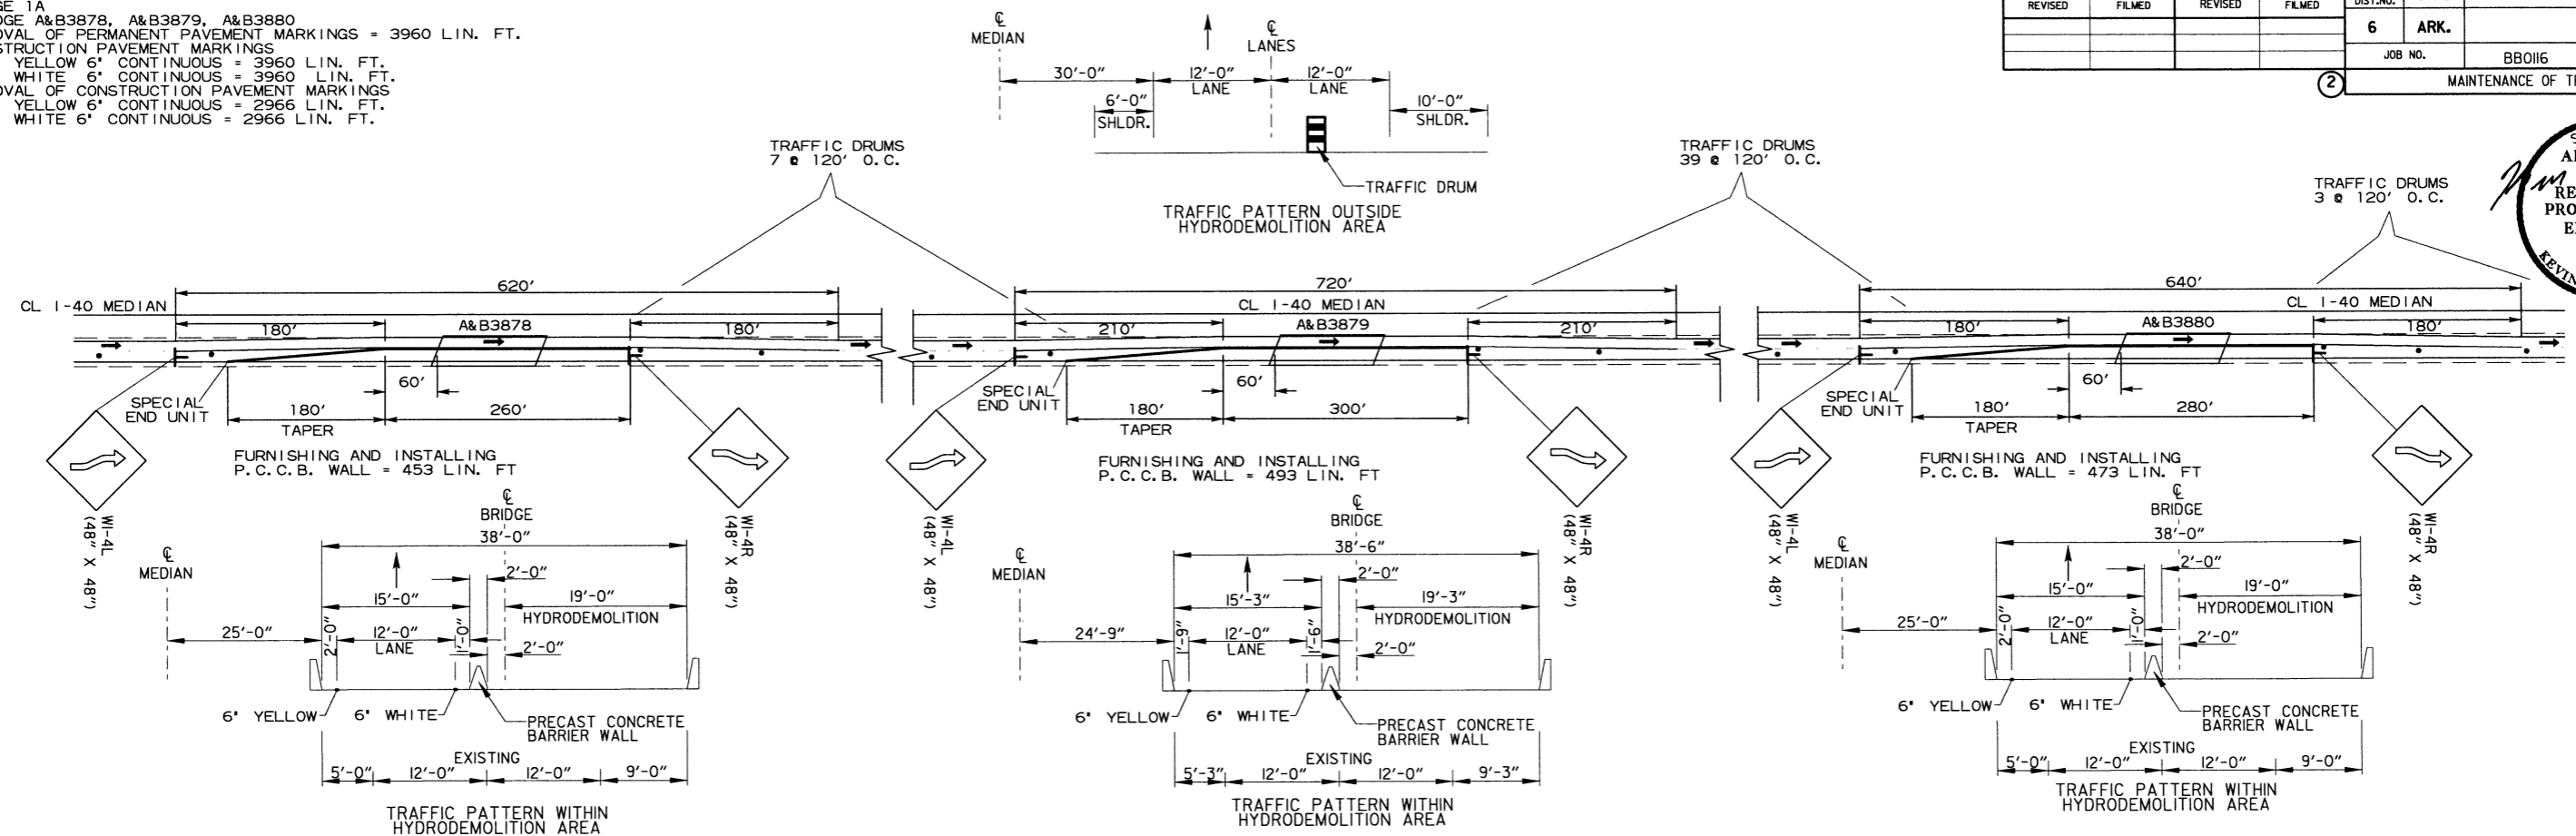 GE 1A
DGE A&B3878, A&B3879, A&B3880
OVAL OF PERMANENT PAVEMENT MARKINGS = 3960 LIN. FT.
STRUCTION PAVEMENT MARKINGS
YELLOW 6" CONTINUOUS = 3960 LIN. FT.
WHITE 6" CONTINUOUS = 3960 LIN. FT.
OVAL OF CONSTRUCTION PAVEMENT MARKINGS
YELLOW 6" CONTINUOUS = 2966 LIN. FT.
WHITE 6" CONTINUOUS = 2966 LIN. FT.
℄
MEDIAN
℄
LANES
30'-0"
12'-0"
LANE
12'-0"
LANE
6'-0"
SHLDR.
10'-0"
SHLDR.
TRAFFIC DRUM
TRAFFIC PATTERN OUTSIDE
HYDRODEMOLITION AREA
REVISED
FILMED
REVISED
FILMED
DIST.NO.
6
ARK.
JOB NO.
BB0116
2
MAINTENANCE OF T
RE
PRO
E
KEVIN
TRAFFIC DRUMS
7 @ 120' O.C.
TRAFFIC DRUMS
39 @ 120' O.C.
TRAFFIC DRUMS
3 @ 120' O.C.
CL I-40 MEDIAN
620'
180'
A&B3878
180'
60'
SPECIAL
END UNIT
180'
TAPER
260'
W1-4L
(48" X 48")
W1-4R
(48" X 48")
FURNISHING AND INSTALLING
P.C.C.B. WALL = 453 LIN. FT
720'
CL I-40 MEDIAN
210'
A&B3879
210'
60'
SPECIAL
END UNIT
180'
TAPER
300'
W1-4L
(48" X 48")
W1-4R
(48" X 48")
FURNISHING AND INSTALLING
P.C.C.B. WALL = 493 LIN. FT
640'
CL I-40 MEDIAN
180'
A&B3880
180'
60'
SPECIAL
END UNIT
180'
TAPER
280'
W1-4L
(48" X 48")
W1-4R
(48" X 48")
FURNISHING AND INSTALLING
P.C.C.B. WALL = 473 LIN. FT
℄
MEDIAN
℄
BRIDGE
38'-0"
2'-0"
15'-0"
19'-0"
HYDRODEMOLITION
25'-0"
2'-0"
12'-0"
LANE
1'-0"
2'-0"
6" YELLOW
6" WHITE
PRECAST CONCRETE
BARRIER WALL
EXISTING
5'-0"
12'-0"
12'-0"
9'-0"
TRAFFIC PATTERN WITHIN
HYDRODEMOLITION AREA
℄
MEDIAN
℄
BRIDGE
38'-6"
2'-0"
15'-3"
19'-3"
HYDRODEMOLITION
24'-9"
1'-9"
12'-0"
LANE
1'-9"
2'-0"
6" YELLOW
6" WHITE
PRECAST CONCRETE
BARRIER WALL
EXISTING
5'-3"
12'-0"
12'-0"
9'-3"
TRAFFIC PATTERN WITHIN
HYDRODEMOLITION AREA
℄
MEDIAN
℄
BRIDGE
38'-0"
2'-0"
15'-0"
19'-0"
HYDRODEMOLITION
25'-0"
2'-0"
12'-0"
LANE
1'-0"
2'-0"
6" YELLOW
6" WHITE
PRECAST CONCRETE
BARRIER WALL
EXISTING
5'-0"
12'-0"
12'-0"
9'-0"
TRAFFIC PATTERN WITHIN
HYDRODEMOLITION AREA